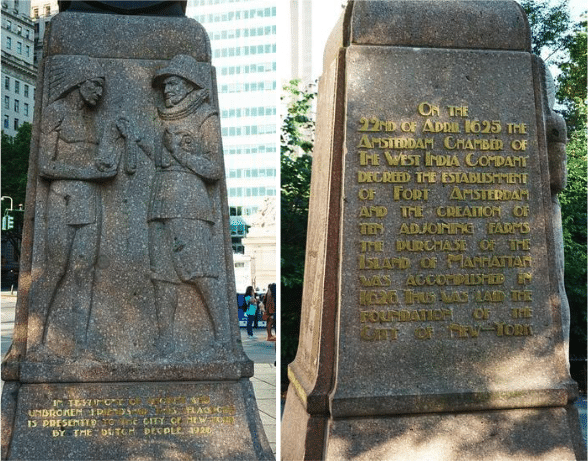 IN TESTIMONY OF ANCIENT AND
UNBROKEN FRIENDSHIP THIS FLAGPOLE
IS PRESENTED TO THE CITY OF NEW YORK
BY THE DUTCH PEOPLE 1926
ON THE
22ND OF APRIL 1625 THE
AMSTERDAM CHAMBER OF
THE WEST INDIA COMPANY
DECREED THE ESTABLISHMENT
OF FORT AMSTERDAM
AND THE CREATION OF
TEN ADJOINING FARMS
THE PURCHASE OF THE
ISLAND OF MANHATTAN
WAS ACCOMPLISHED IN
1626 THUS WAS LAID THE
FOUNDATION OF THE
CITY OF NEW YORK